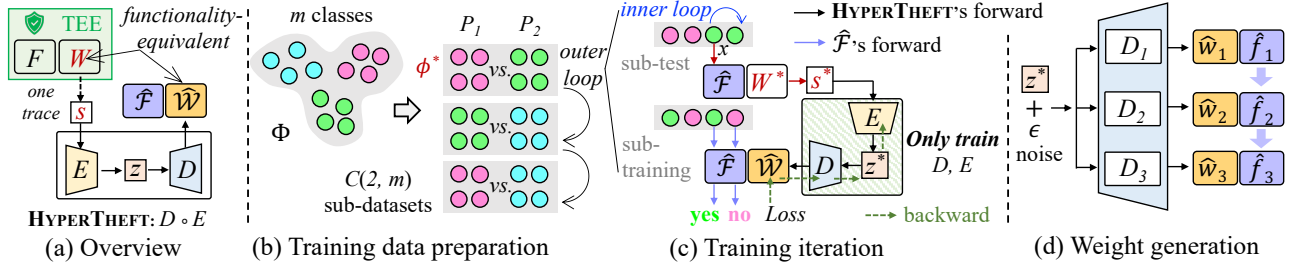 TEE
F W
functionality-
equivalent
one
trace
s
F̂ Ŵ
E z D
HYPERTHEFT: D ∘ E
(a) Overview
m classes
Φ
P₁ P₂
ϕ*
vs.
vs.
vs.
C(2, m)
sub-datasets
outer
loop
(b) Training data preparation
inner loop
sub-test
x
F̂ W* s*
sub-
training
F̂ Ŵ D z* E
Only train
D, E
yes no
Loss
HYPERTHEFT's forward
F̂'s forward
backward
(c) Training iteration
z*
+
ϵ
noise
D₁ ŵ₁ f̂₁
D₂ ŵ₂ f̂₂
D₃ ŵ₃ f̂₃
(d) Weight generation